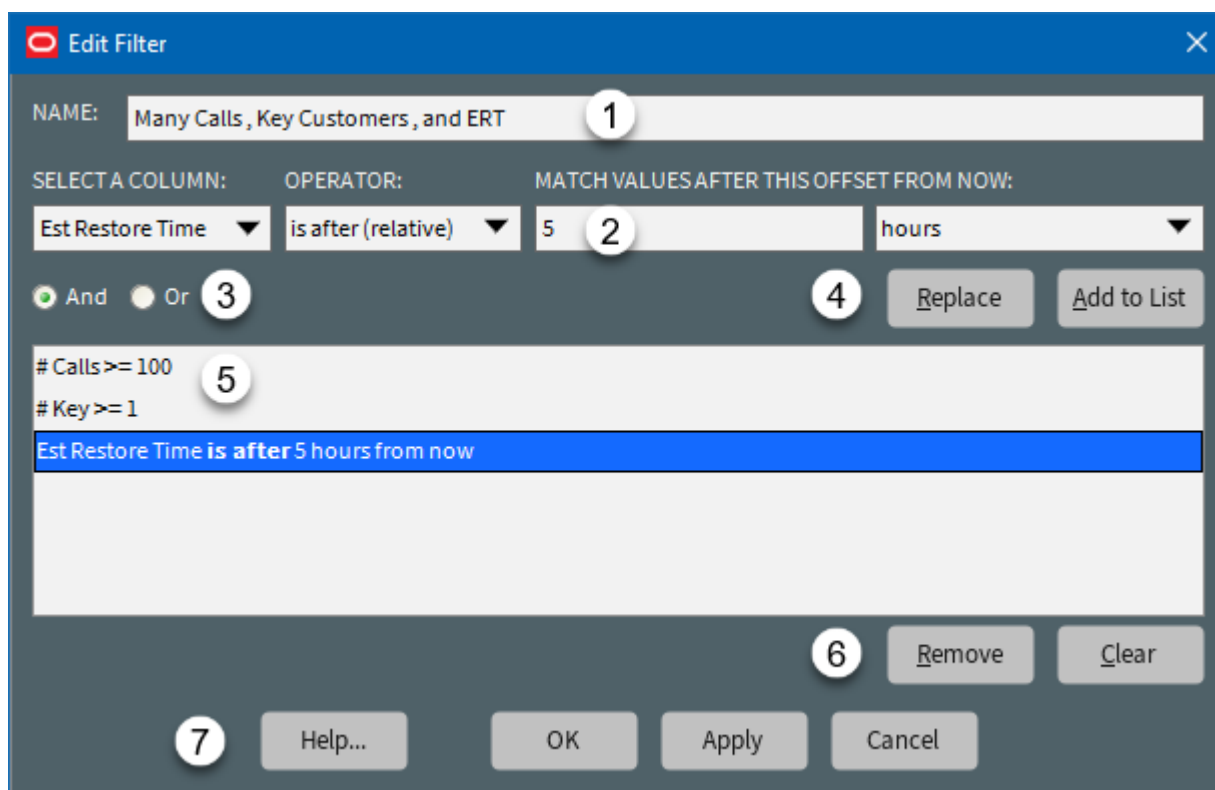 Edit Filter
NAME: Many Calls, Key Customers, and ERT 1
SELECT A COLUMN: OPERATOR: MATCH VALUES AFTER THIS OFFSET FROM NOW:
Est Restore Time is after (relative) 5 2 hours
And Or 3 4 Replace Add to List
# Calls >= 100 5
# Key >= 1
Est Restore Time is after 5 hours from now
6 Remove Clear
7 Help... OK Apply Cancel